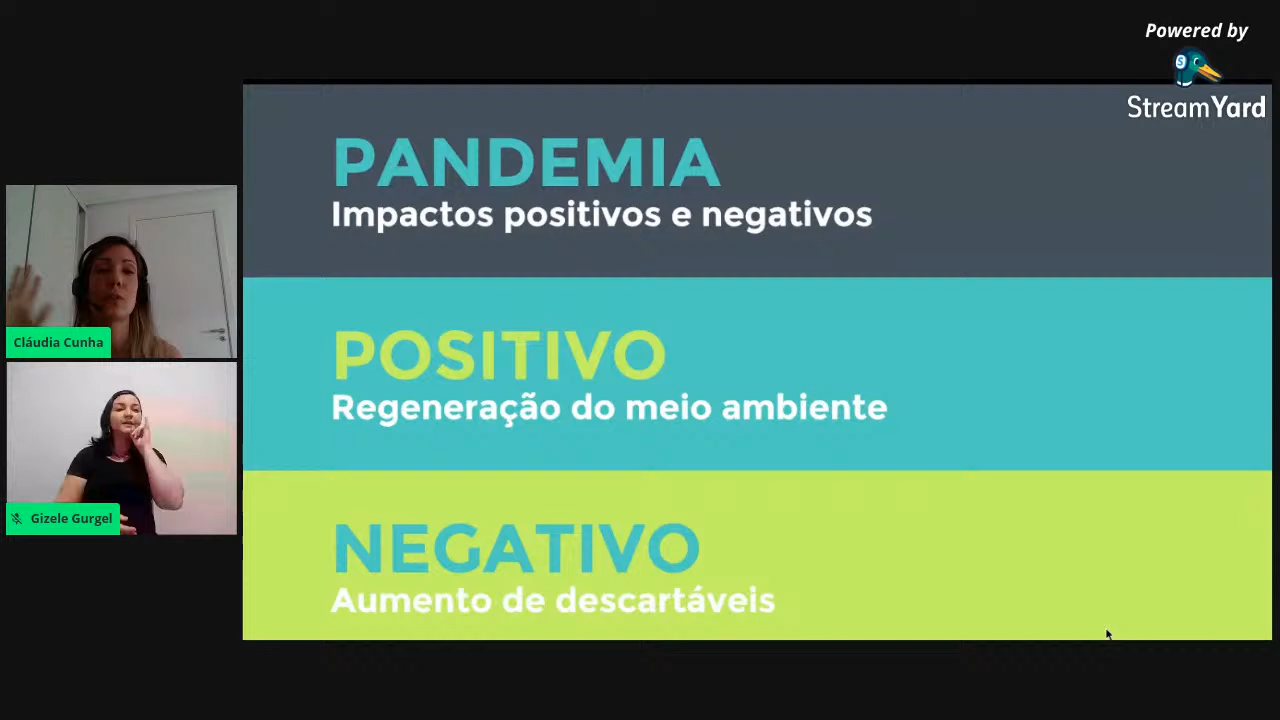 Powered by
StreamYard
PANDEMIA
Impactos positivos e negativos
POSITIVO
Regeneração do meio ambiente
NEGATIVO
Aumento de descartáveis
Cláudia Cunha
Gizele Gurgel